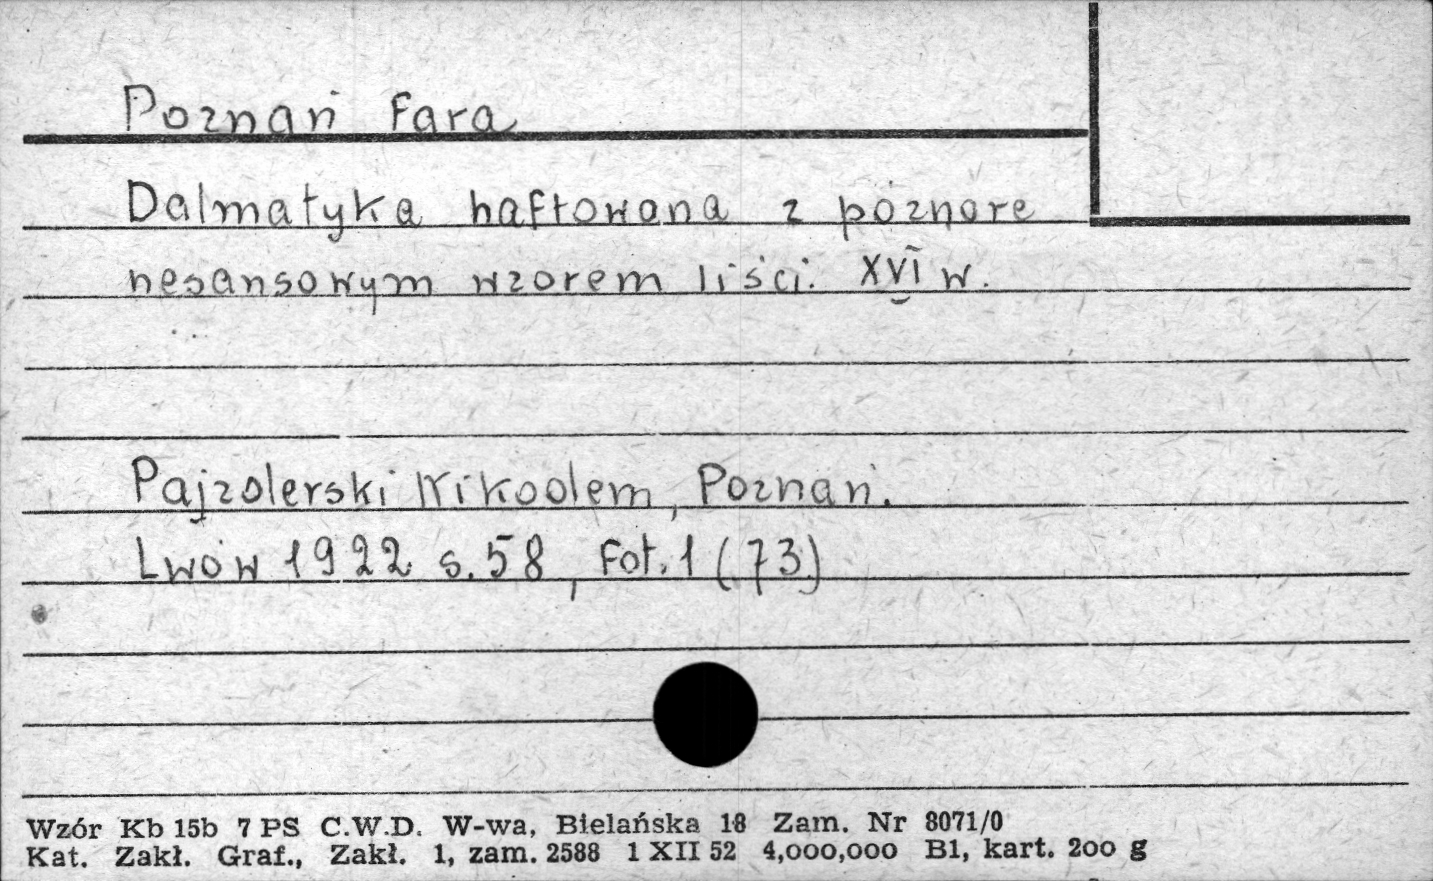 Poznań Fara
Dalmatyka haftowana z późnore
nesansowym wzorem liści. XVI w.
Pajzderski Nikodem, Poznań.
Lwów 1922 s. 58, Fot. 1 (73)
Wzór Kb 15b 7 PS C.W.D. W-wa, Bielańska 18 Zam. Nr 8071/0
Kat. Zakł. Graf., Zakł. 1, zam. 2588 1 XII 52 4,000,000 B1, kart. 200 g